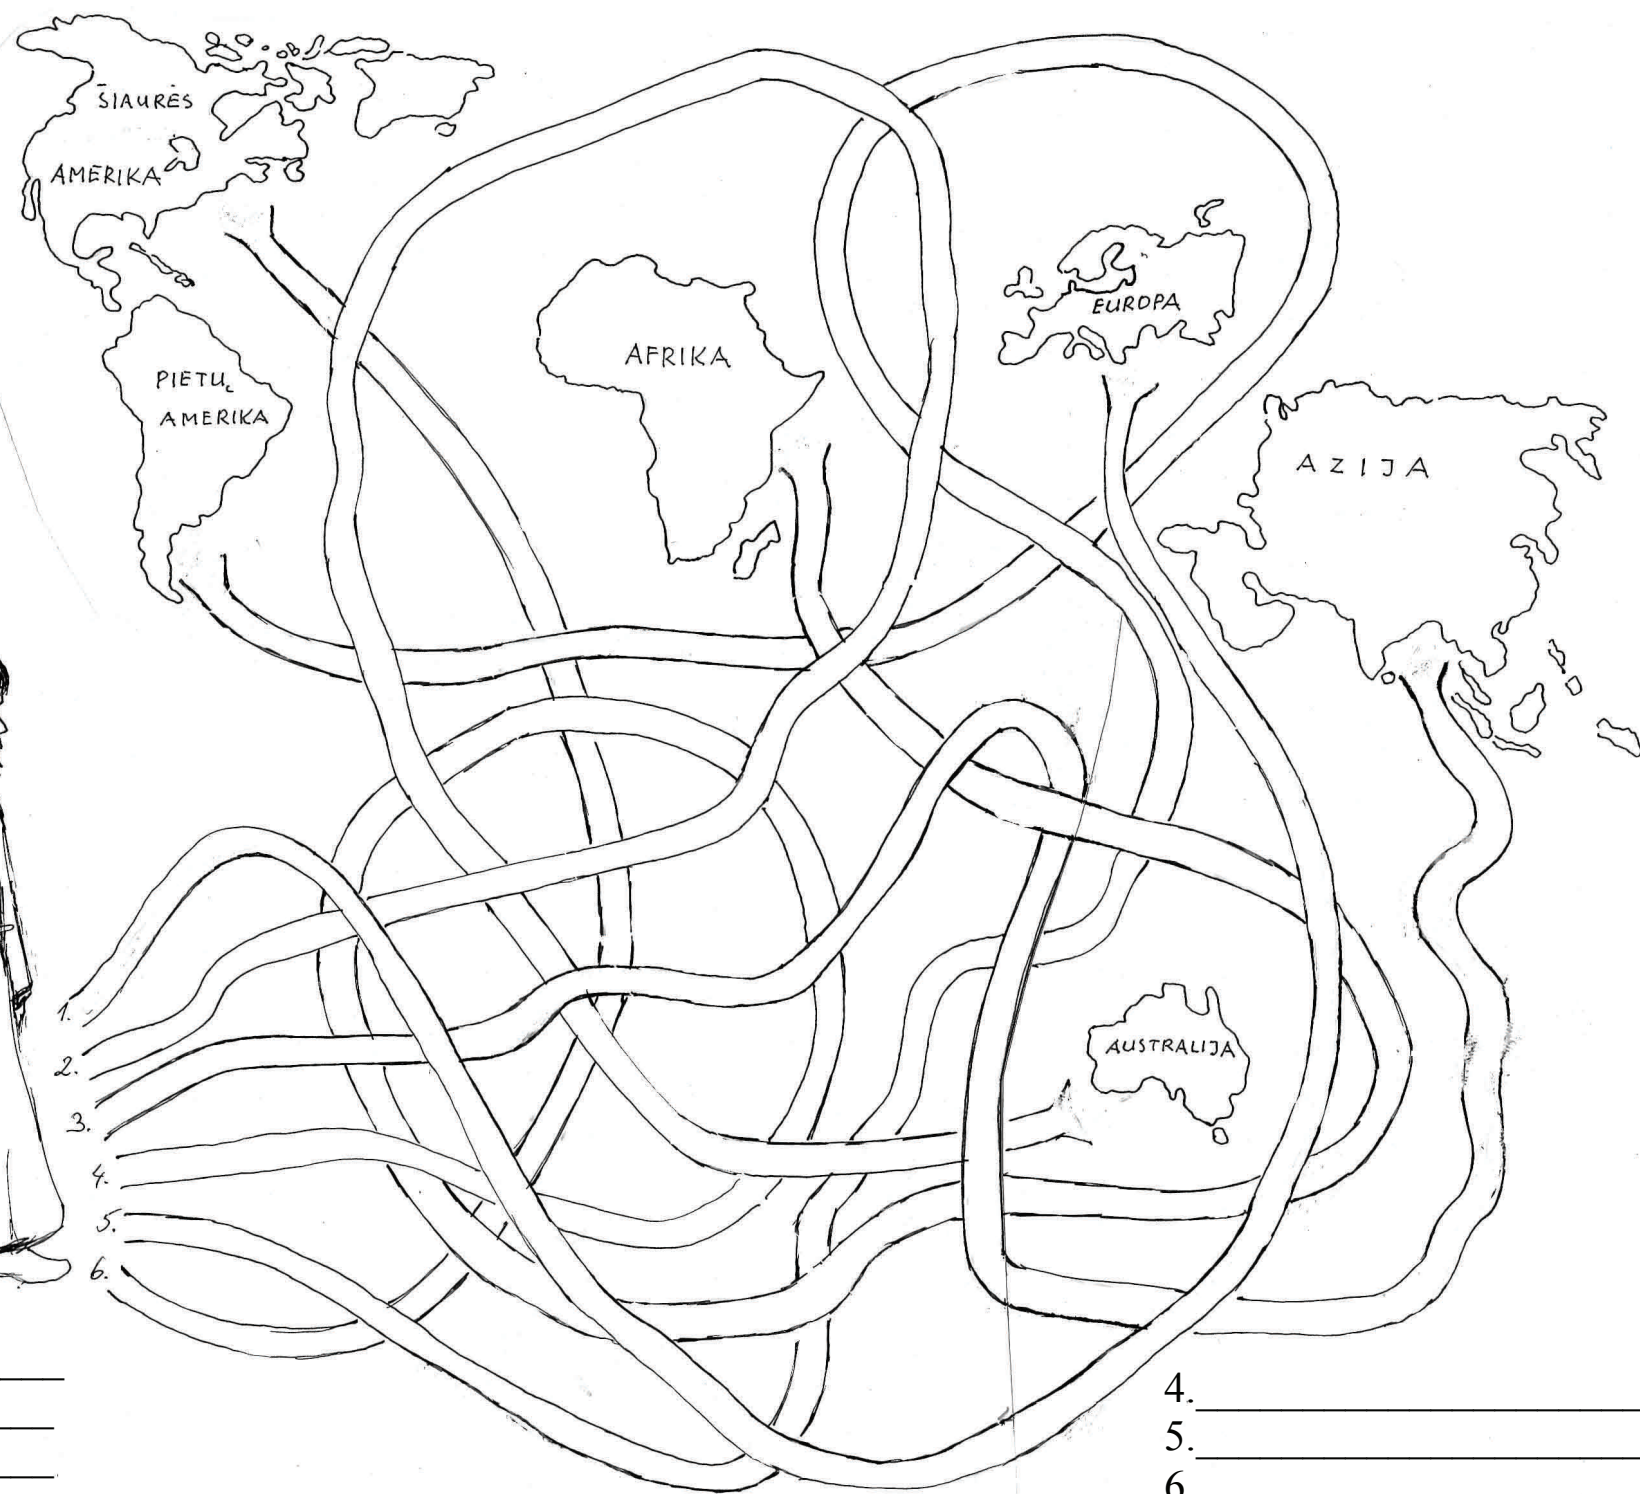 ŠIAURĖS
AMERIKA
PIETŲ
AMERIKA
AFRIKA
EUROPA
AZIJA
AUSTRALIJA
1.
2.
3.
4.
5.
6.
4.
5.
6